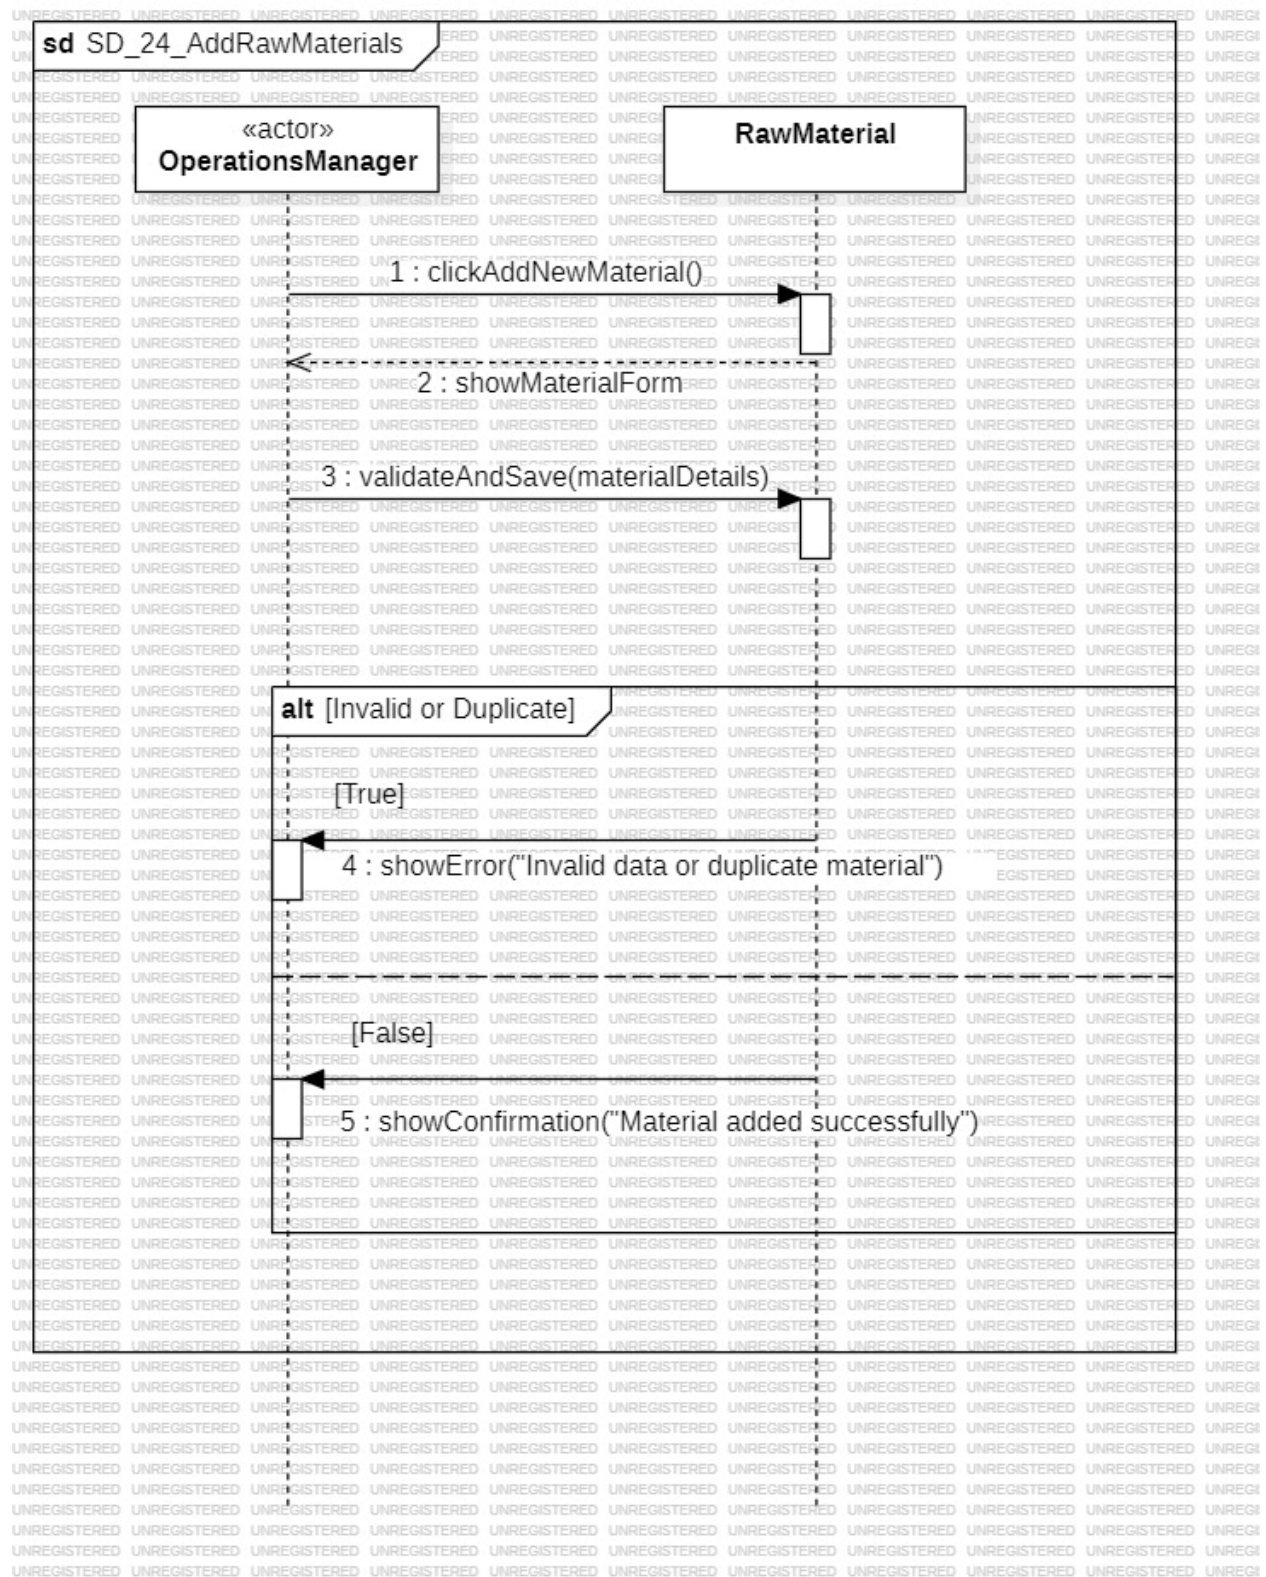 sd SD_24_AddRawMaterials
«actor»
OperationsManager
RawMaterial
1 : clickAddNewMaterial()
2 : showMaterialForm
3 : validateAndSave(materialDetails)
alt [Invalid or Duplicate]
[True]
4 : showError("Invalid data or duplicate material")
[False]
5 : showConfirmation("Material added successfully")
UNREGISTERED